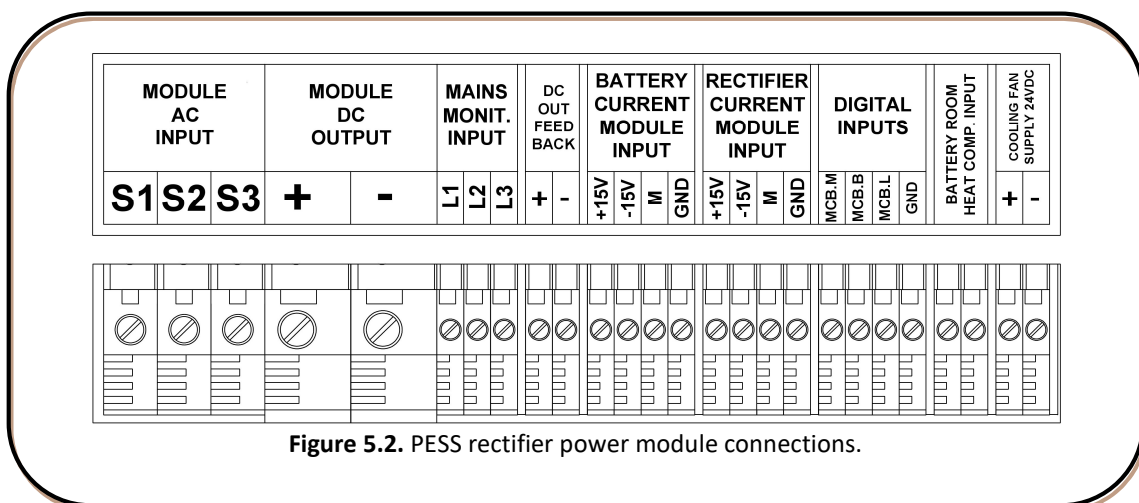 MODULE
AC
INPUT
MODULE
DC
OUTPUT
MAINS
MONIT.
INPUT
DC
OUT
FEED
BACK
BATTERY
CURRENT
MODULE
INPUT
RECTIFIER
CURRENT
MODULE
INPUT
DIGITAL
INPUTS
BATTERY ROOM
HEAT COMP. INPUT
COOLING FAN
SUPPLY 24VDC
S1 S2 S3 + - L1 L2 L3 + - +15V -15V M GND +15V -15V M GND MCB.M MCB.B MCB.L GND + -
Figure 5.2. PESS rectifier power module connections.